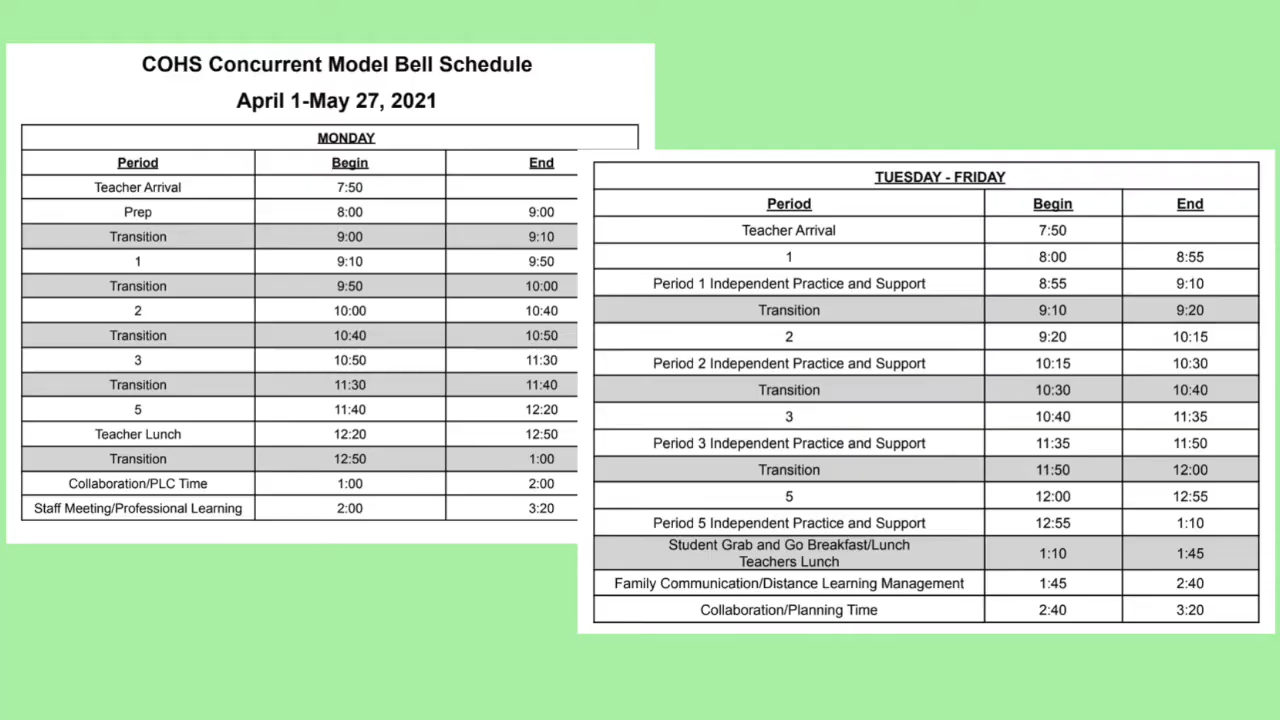 COHS Concurrent Model Bell Schedule
April 1-May 27, 2021
MONDAY
Period Begin End
Teacher Arrival 7:50
Prep 8:00 9:00
Transition 9:00 9:10
1 9:10 9:50
Transition 9:50 10:00
2 10:00 10:40
Transition 10:40 10:50
3 10:50 11:30
Transition 11:30 11:40
5 11:40 12:20
Teacher Lunch 12:20 12:50
Transition 12:50 1:00
Collaboration/PLC Time 1:00 2:00
Staff Meeting/Professional Learning 2:00 3:20
TUESDAY - FRIDAY
Period Begin End
Teacher Arrival 7:50
1 8:00 8:55
Period 1 Independent Practice and Support 8:55 9:10
Transition 9:10 9:20
2 9:20 10:15
Period 2 Independent Practice and Support 10:15 10:30
Transition 10:30 10:40
3 10:40 11:35
Period 3 Independent Practice and Support 11:35 11:50
Transition 11:50 12:00
5 12:00 12:55
Period 5 Independent Practice and Support 12:55 1:10
Student Grab and Go Breakfast/Lunch
Teachers Lunch 1:10 1:45
Family Communication/Distance Learning Management 1:45 2:40
Collaboration/Planning Time 2:40 3:20